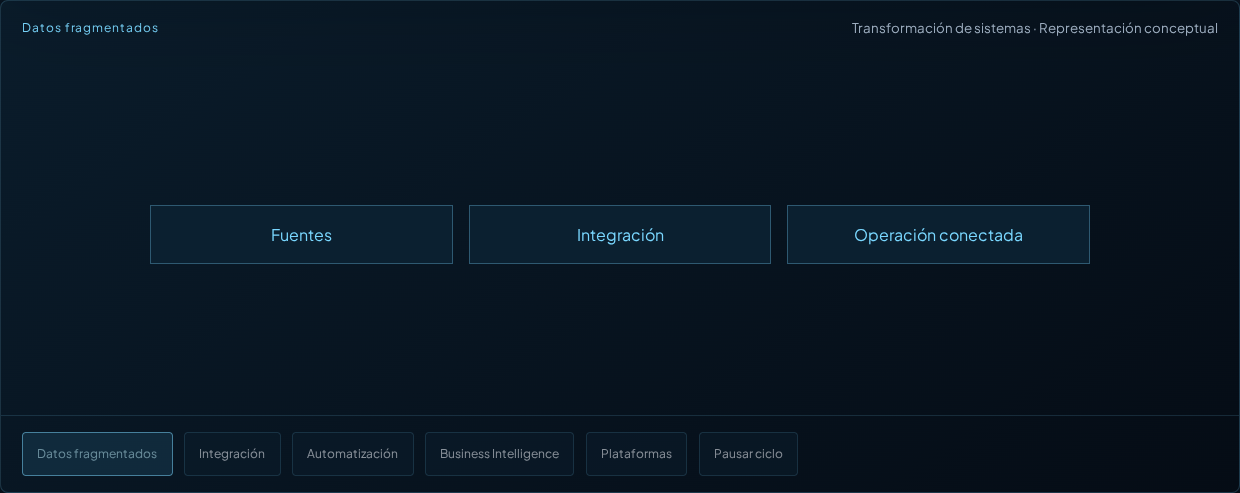 Datos fragmentados
Transformación de sistemas · Representación conceptual
Fuentes
Integración
Operación conectada
Datos fragmentados
Integración
Automatización
Business Intelligence
Plataformas
Pausar ciclo